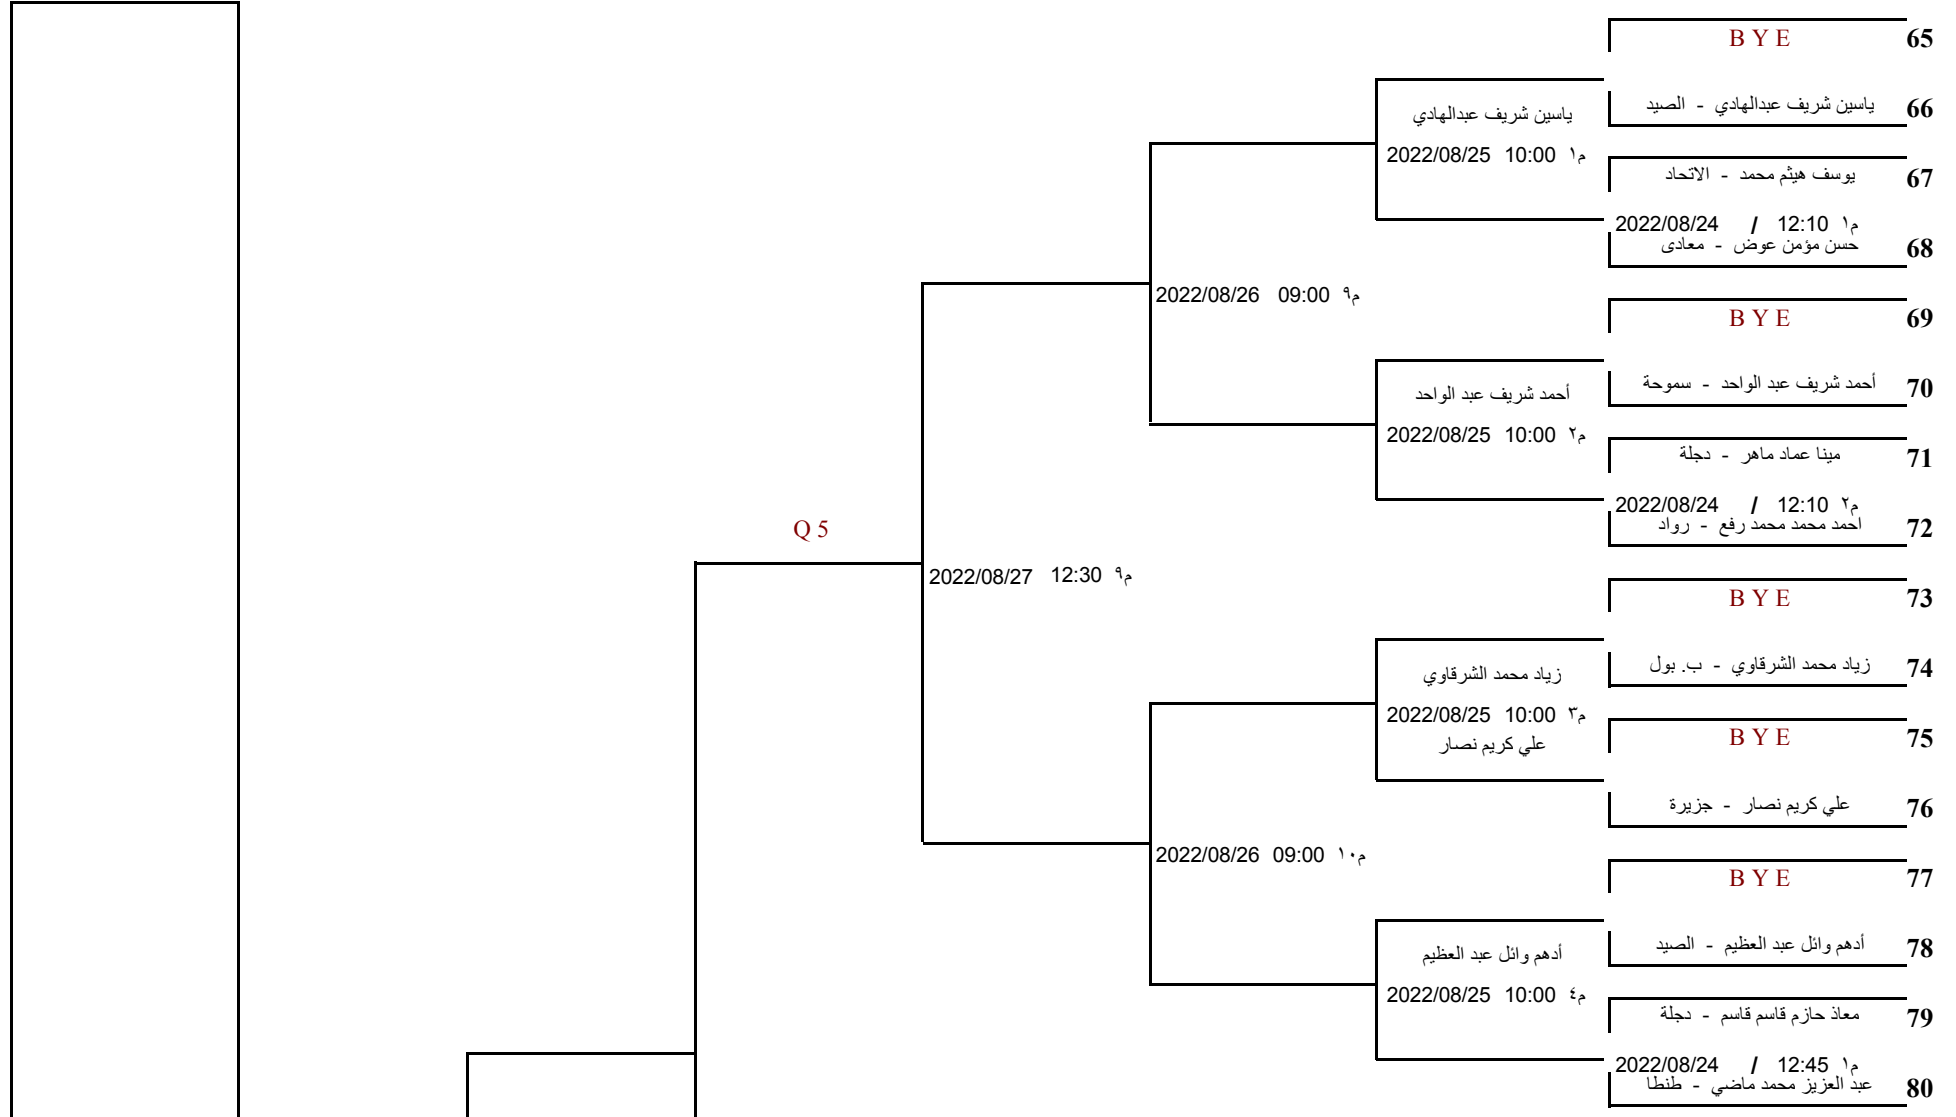 B Y E 65
ياسين شريف عبدالهادي - الصيد 66
ياسين شريف عبدالهادي
2022/08/25 10:00 م١
يوسف هيثم محمد - الاتحاد 67
2022/08/24 / 12:10 م١
حسن مؤمن عوض - معادى 68
2022/08/26 09:00 م٩
B Y E 69
أحمد شريف عبد الواحد - سموحة 70
أحمد شريف عبد الواحد
2022/08/25 10:00 م٢
مينا عماد ماهر - دجلة 71
2022/08/24 / 12:10 م٢
احمد محمد محمد رفع - رواد 72
Q 5
2022/08/27 12:30 م٩
B Y E 73
زياد محمد الشرقاوي - ب. بول 74
زياد محمد الشرقاوي
2022/08/25 10:00 م٣
علي كريم نصار
B Y E 75
علي كريم نصار - جزيرة 76
2022/08/26 09:00 م١٠
B Y E 77
أدهم وائل عبد العظيم - الصيد 78
أدهم وائل عبد العظيم
2022/08/25 10:00 م٤
معاذ حازم قاسم قاسم - دجلة 79
2022/08/24 / 12:45 م١
عبد العزيز محمد ماضي - طنطا 80